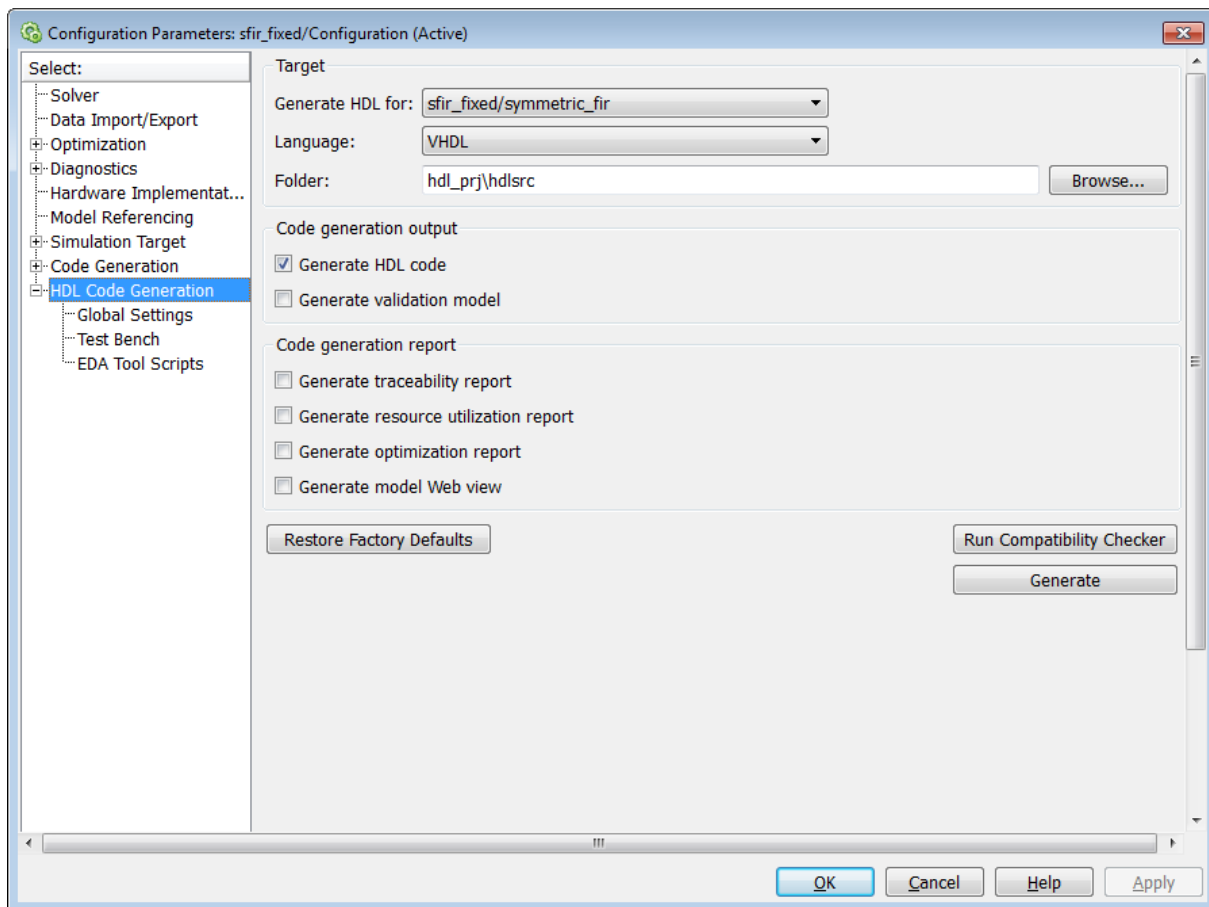 Configuration Parameters: sfir_fixed/Configuration (Active)
Select:
Solver
Data Import/Export
Optimization
Diagnostics
Hardware Implementat...
Model Referencing
Simulation Target
Code Generation
HDL Code Generation
Global Settings
Test Bench
EDA Tool Scripts
Target
Generate HDL for: sfir_fixed/symmetric_fir
Language: VHDL
Folder: hdl_prj\hdlsrc Browse...
Code generation output
Generate HDL code
Generate validation model
Code generation report
Generate traceability report
Generate resource utilization report
Generate optimization report
Generate model Web view
Restore Factory Defaults Run Compatibility Checker
Generate
OK Cancel Help Apply